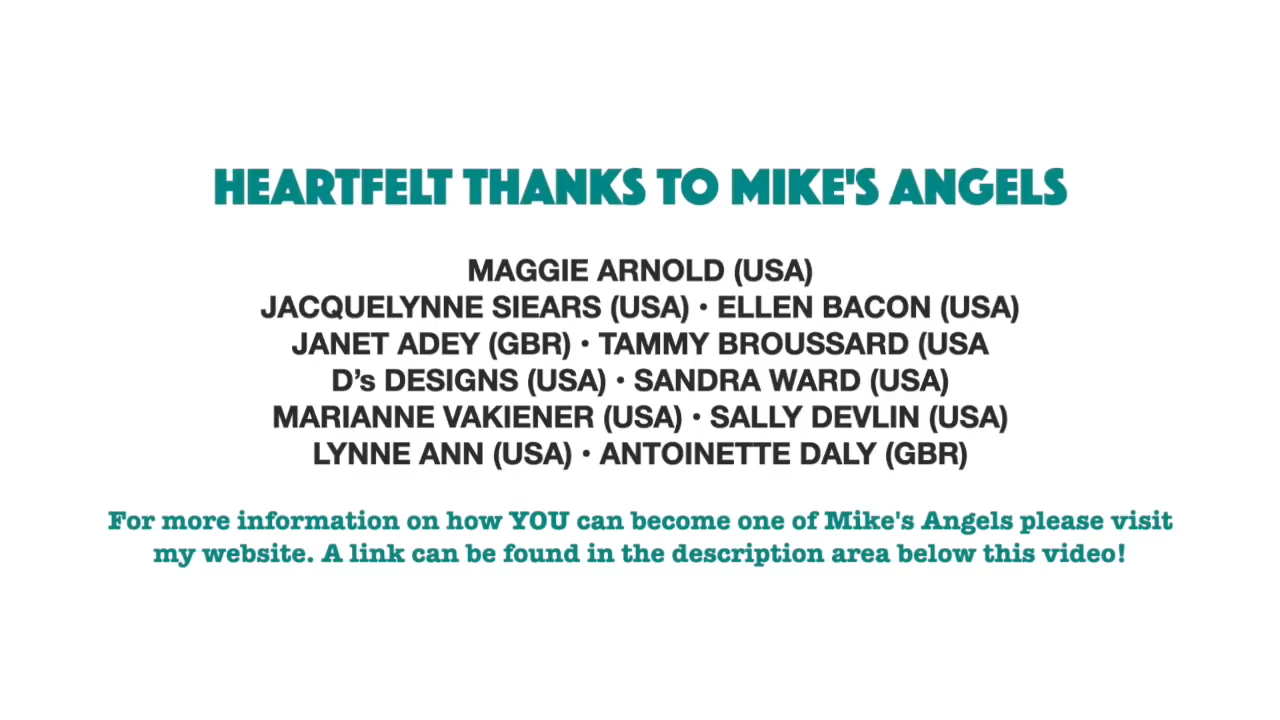 HEARTFELT THANKS TO MIKE'S ANGELS
MAGGIE ARNOLD (USA)
JACQUELYNNE SIEARS (USA) • ELLEN BACON (USA)
JANET ADEY (GBR) • TAMMY BROUSSARD (USA
D’s DESIGNS (USA) • SANDRA WARD (USA)
MARIANNE VAKIENER (USA) • SALLY DEVLIN (USA)
LYNNE ANN (USA) • ANTOINETTE DALY (GBR)
For more information on how YOU can become one of Mike's Angels please visit
my website. A link can be found in the description area below this video!